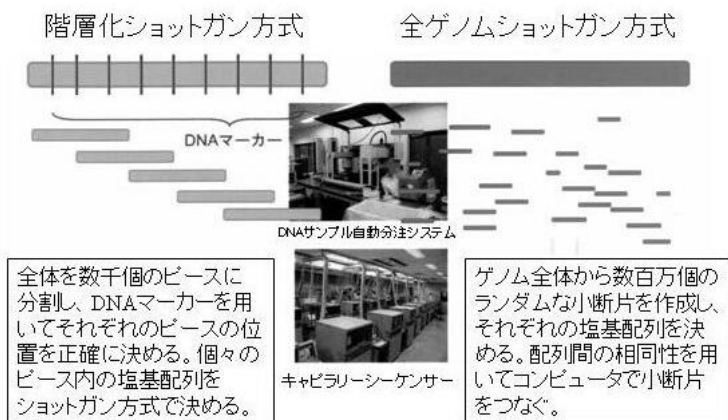 階層化ショットガン方式
全ゲノムショットガン方式
DNAマーカー
DNAサンプル自動分注システム
全体を数千個のピースに
分割し、DNAマーカーを用
いてそれぞれのピースの位
置を正確に決める。個々の
ピース内の塩基配列を
ショットガン方式で決める。
キャピラリーシーケンサー
ゲノム全体から数百万個の
ランダムな小断片を作成し、
それぞれの塩基配列を決
める。配列間の相同性を用
いてコンピュータで小断片
をつなぐ。